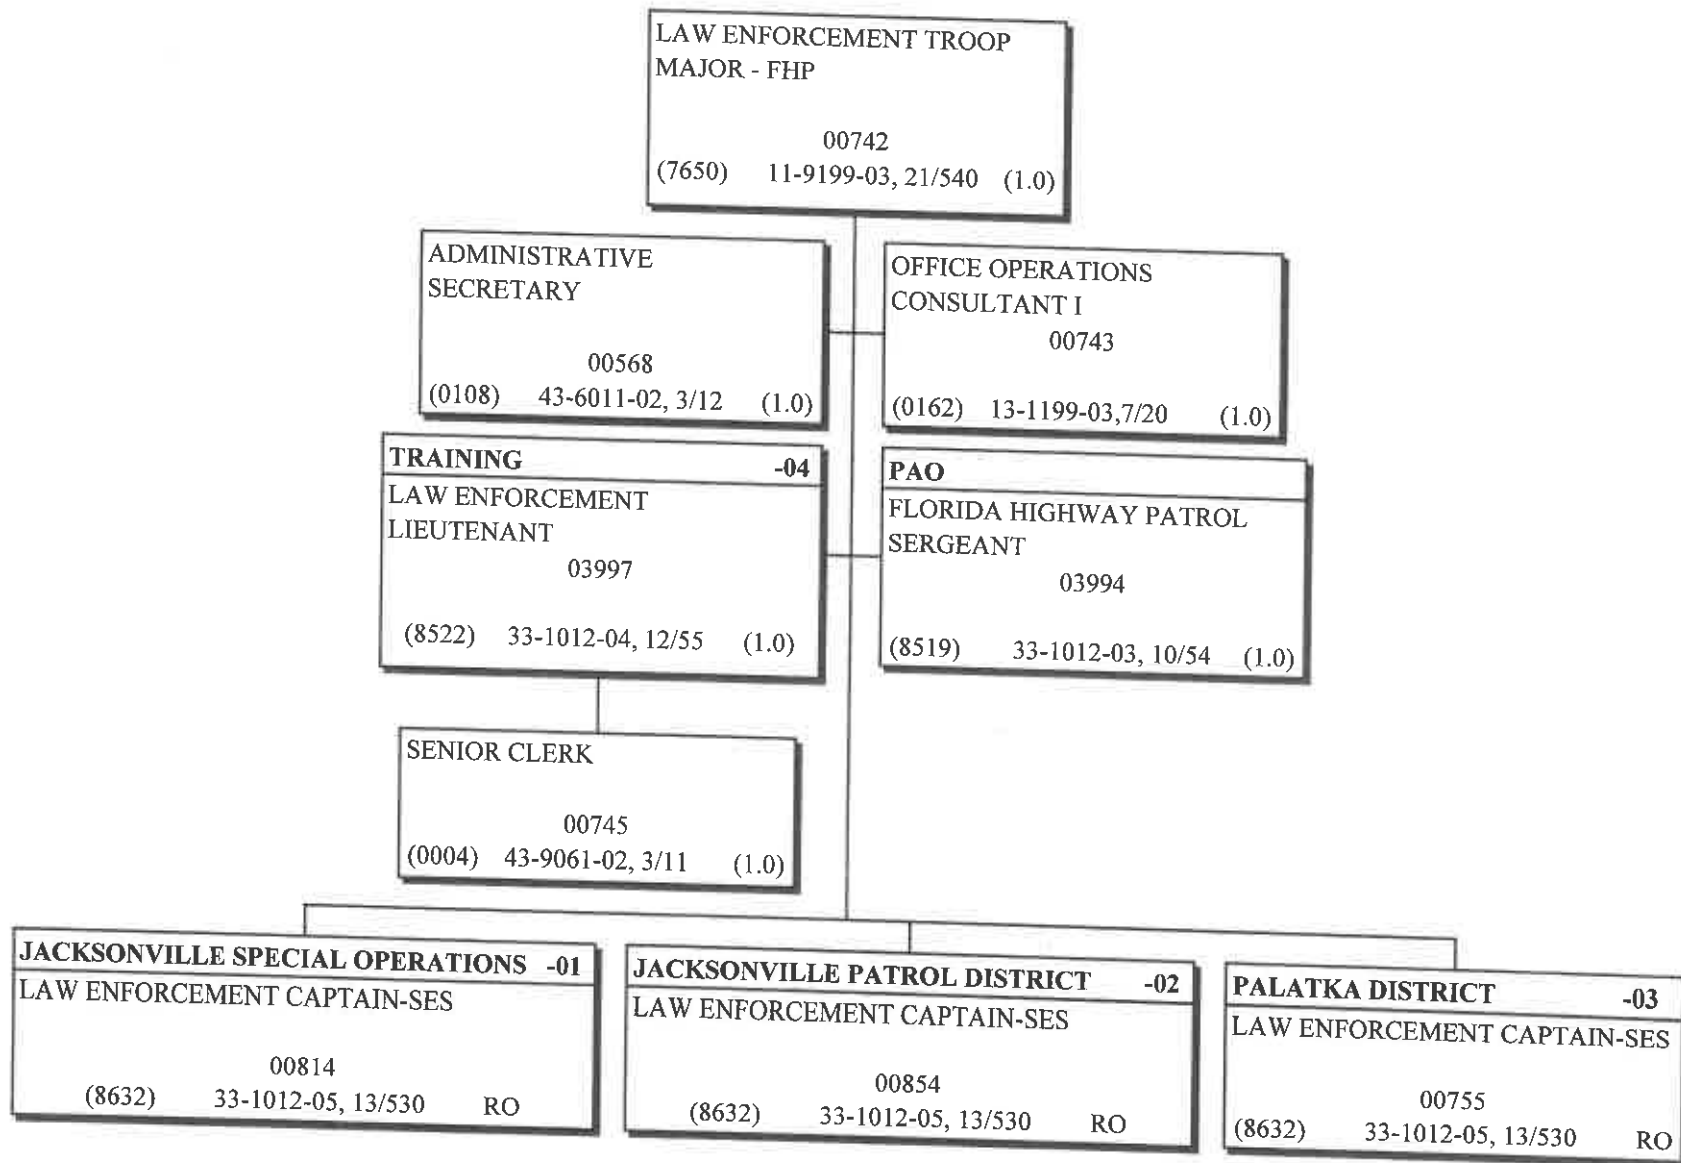 LAW ENFORCEMENT TROOP
MAJOR - FHP
00742
(7650) 11-9199-03, 21/540 (1.0)
ADMINISTRATIVE
SECRETARY
00568
(0108) 43-6011-02, 3/12 (1.0)
OFFICE OPERATIONS
CONSULTANT I
00743
(0162) 13-1199-03,7/20 (1.0)
TRAINING -04
LAW ENFORCEMENT
LIEUTENANT
03997
(8522) 33-1012-04, 12/55 (1.0)
PAO
FLORIDA HIGHWAY PATROL
SERGEANT
03994
(8519) 33-1012-03, 10/54 (1.0)
SENIOR CLERK
00745
(0004) 43-9061-02, 3/11 (1.0)
JACKSONVILLE SPECIAL OPERATIONS -01
LAW ENFORCEMENT CAPTAIN-SES
00814
(8632) 33-1012-05, 13/530 RO
JACKSONVILLE PATROL DISTRICT -02
LAW ENFORCEMENT CAPTAIN-SES
00854
(8632) 33-1012-05, 13/530 RO
PALATKA DISTRICT -03
LAW ENFORCEMENT CAPTAIN-SES
00755
(8632) 33-1012-05, 13/530 RO